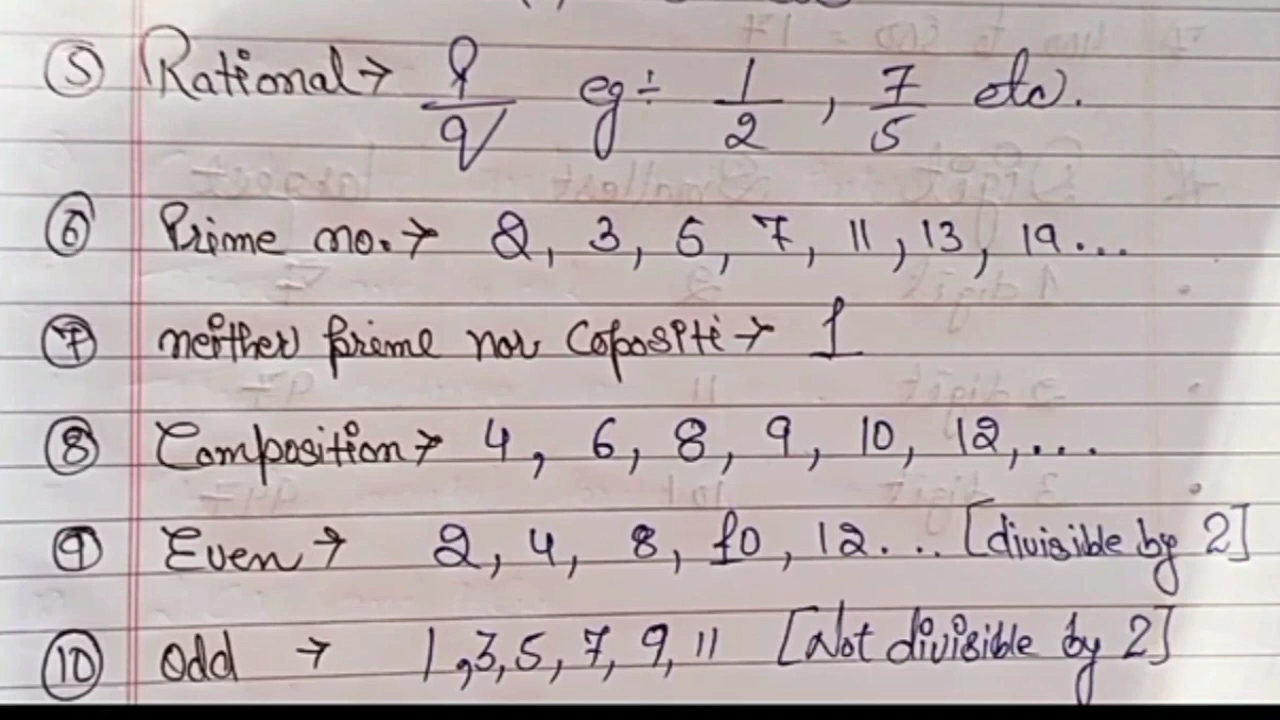 ⑤ Rational → P/q eg÷ 1/2, 7/5 etc.
⑥ Prime no. → 2, 3, 5, 7, 11, 13, 19...
⑦ neither prime nor Coposite → 1
⑧ Composition → 4, 6, 8, 9, 10, 12,...
⑨ Even → 2, 4, 8, 10, 12... [divisible by 2]
⑩ Odd → 1,3,5,7,9,11 [Not divisible by 2]